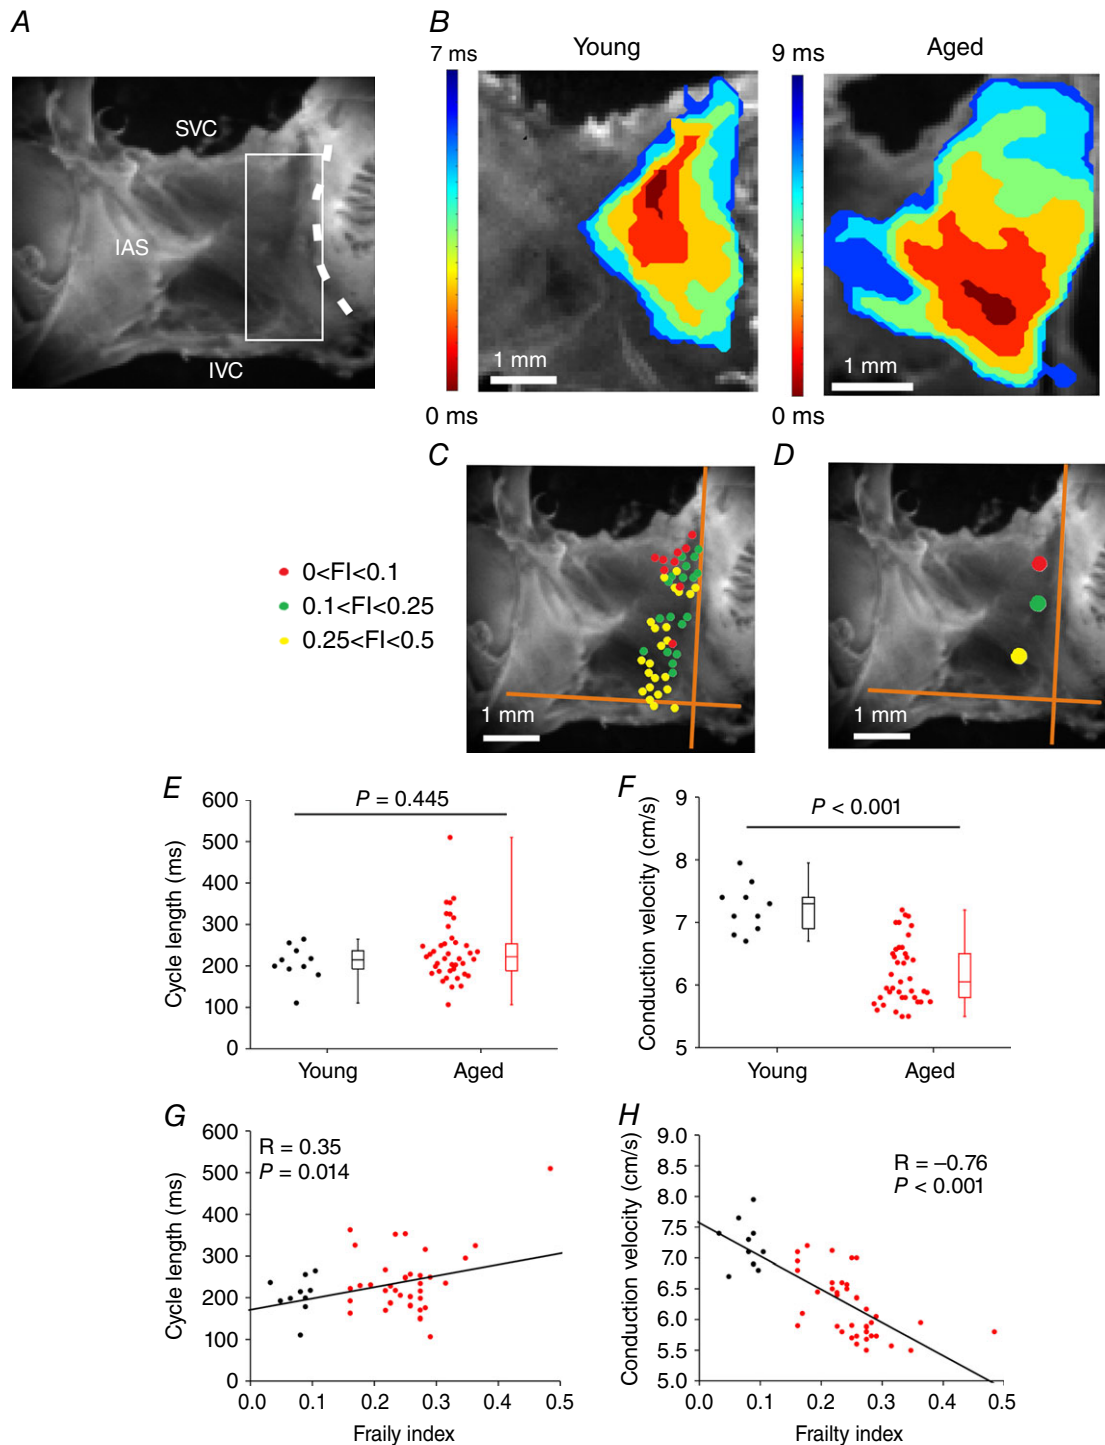 A
SVC
IAS
IVC
B
Young
Aged
7 ms
0 ms
1 mm
9 ms
0 ms
1 mm
C
D
0<FI<0.1
0.1<FI<0.25
0.25<FI<0.5
1 mm
1 mm
E
P = 0.445
Cycle length (ms)
600
500
400
300
200
100
0
Young
Aged
F
P < 0.001
Conduction velocity (cm/s)
9
8
7
6
5
Young
Aged
G
R = 0.35
P = 0.014
Cycle length (ms)
600
500
400
300
200
100
0
0.0 0.1 0.2 0.3 0.4 0.5
Fraily index
H
R = –0.76
P < 0.001
Conduction velocity (cm/s)
9.0
8.5
8.0
7.5
7.0
6.5
6.0
5.5
5.0
0.0 0.1 0.2 0.3 0.4 0.5
Frailty index